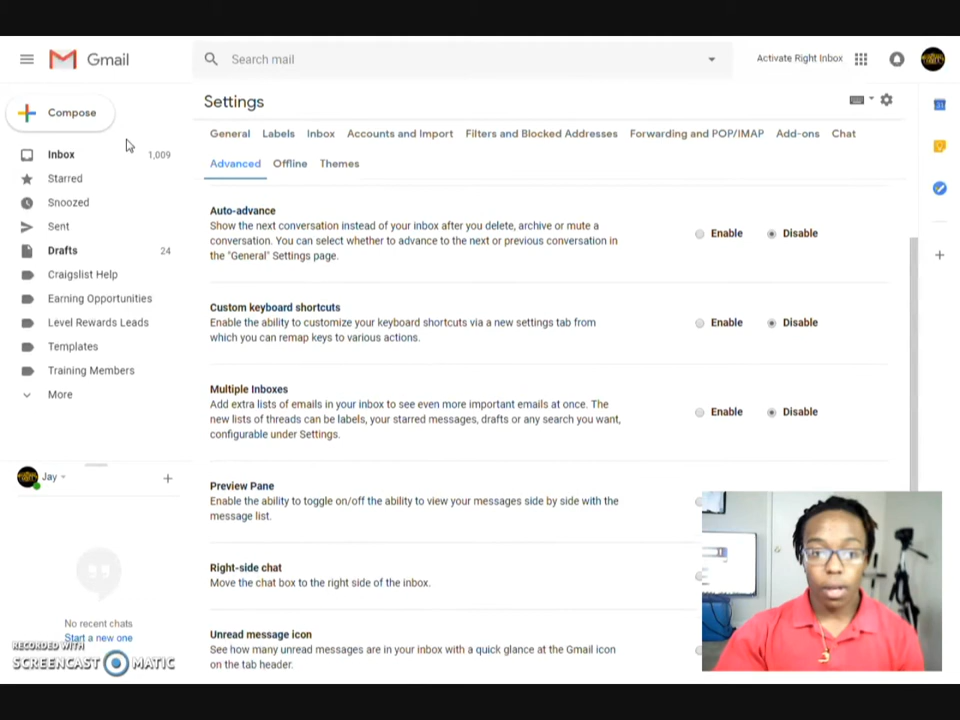 Gmail
Search mail
Activate Right Inbox
Compose
Inbox 1,009
Starred
Snoozed
Sent
Drafts 24
Craigslist Help
Earning Opportunities
Level Rewards Leads
Templates
Training Members
More
Jay
No recent chats
Start a new one
RECORDED WITH
SCREENCAST MATIC
Settings
General Labels Inbox Accounts and Import Filters and Blocked Addresses Forwarding and POP/IMAP Add-ons Chat
Advanced Offline Themes
Auto-advance
Show the next conversation instead of your inbox after you delete, archive or mute a
conversation. You can select whether to advance to the next or previous conversation in
the "General" Settings page.
Enable Disable
Custom keyboard shortcuts
Enable the ability to customize your keyboard shortcuts via a new settings tab from
which you can remap keys to various actions.
Enable Disable
Multiple Inboxes
Add extra lists of emails in your inbox to see even more important emails at once. The
new lists of threads can be labels, your starred messages, drafts or any search you want,
configurable under Settings.
Enable Disable
Preview Pane
Enable the ability to toggle on/off the ability to view your messages side by side with the
message list.
Right-side chat
Move the chat box to the right side of the inbox.
Unread message icon
See how many unread messages are in your inbox with a quick glance at the Gmail icon
on the tab header.